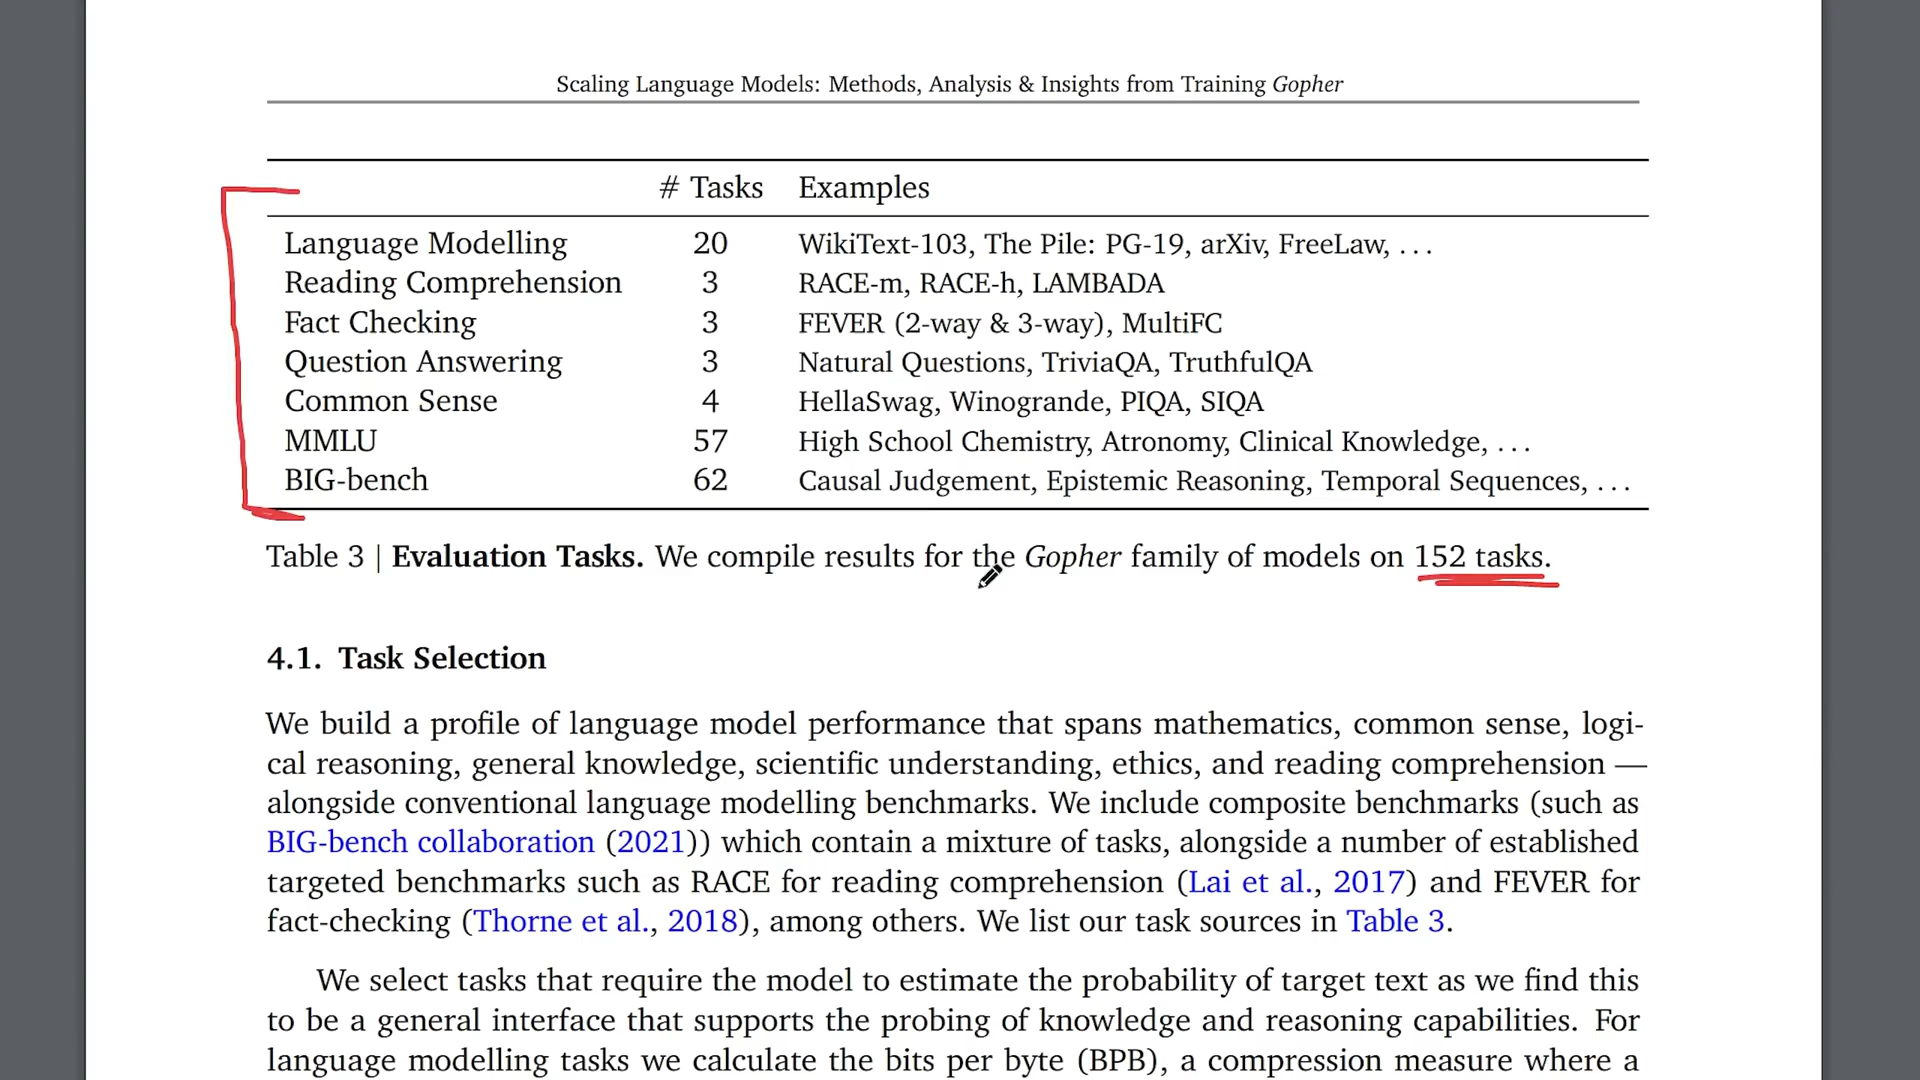 Scaling Language Models: Methods, Analysis & Insights from Training Gopher
# Tasks Examples
Language Modelling 20 WikiText-103, The Pile: PG-19, arXiv, FreeLaw, ...
Reading Comprehension 3 RACE-m, RACE-h, LAMBADA
Fact Checking 3 FEVER (2-way & 3-way), MultiFC
Question Answering 3 Natural Questions, TriviaQA, TruthfulQA
Common Sense 4 HellaSwag, Winogrande, PIQA, SIQA
MMLU 57 High School Chemistry, Atronomy, Clinical Knowledge, ...
BIG-bench 62 Causal Judgement, Epistemic Reasoning, Temporal Sequences, ...
Table 3 | Evaluation Tasks. We compile results for the Gopher family of models on 152 tasks.
4.1. Task Selection
We build a profile of language model performance that spans mathematics, common sense, logi-
cal reasoning, general knowledge, scientific understanding, ethics, and reading comprehension —
alongside conventional language modelling benchmarks. We include composite benchmarks (such as
BIG-bench collaboration (2021)) which contain a mixture of tasks, alongside a number of established
targeted benchmarks such as RACE for reading comprehension (Lai et al., 2017) and FEVER for
fact-checking (Thorne et al., 2018), among others. We list our task sources in Table 3.
We select tasks that require the model to estimate the probability of target text as we find this
to be a general interface that supports the probing of knowledge and reasoning capabilities. For
language modelling tasks we calculate the bits per byte (BPB), a compression measure where a